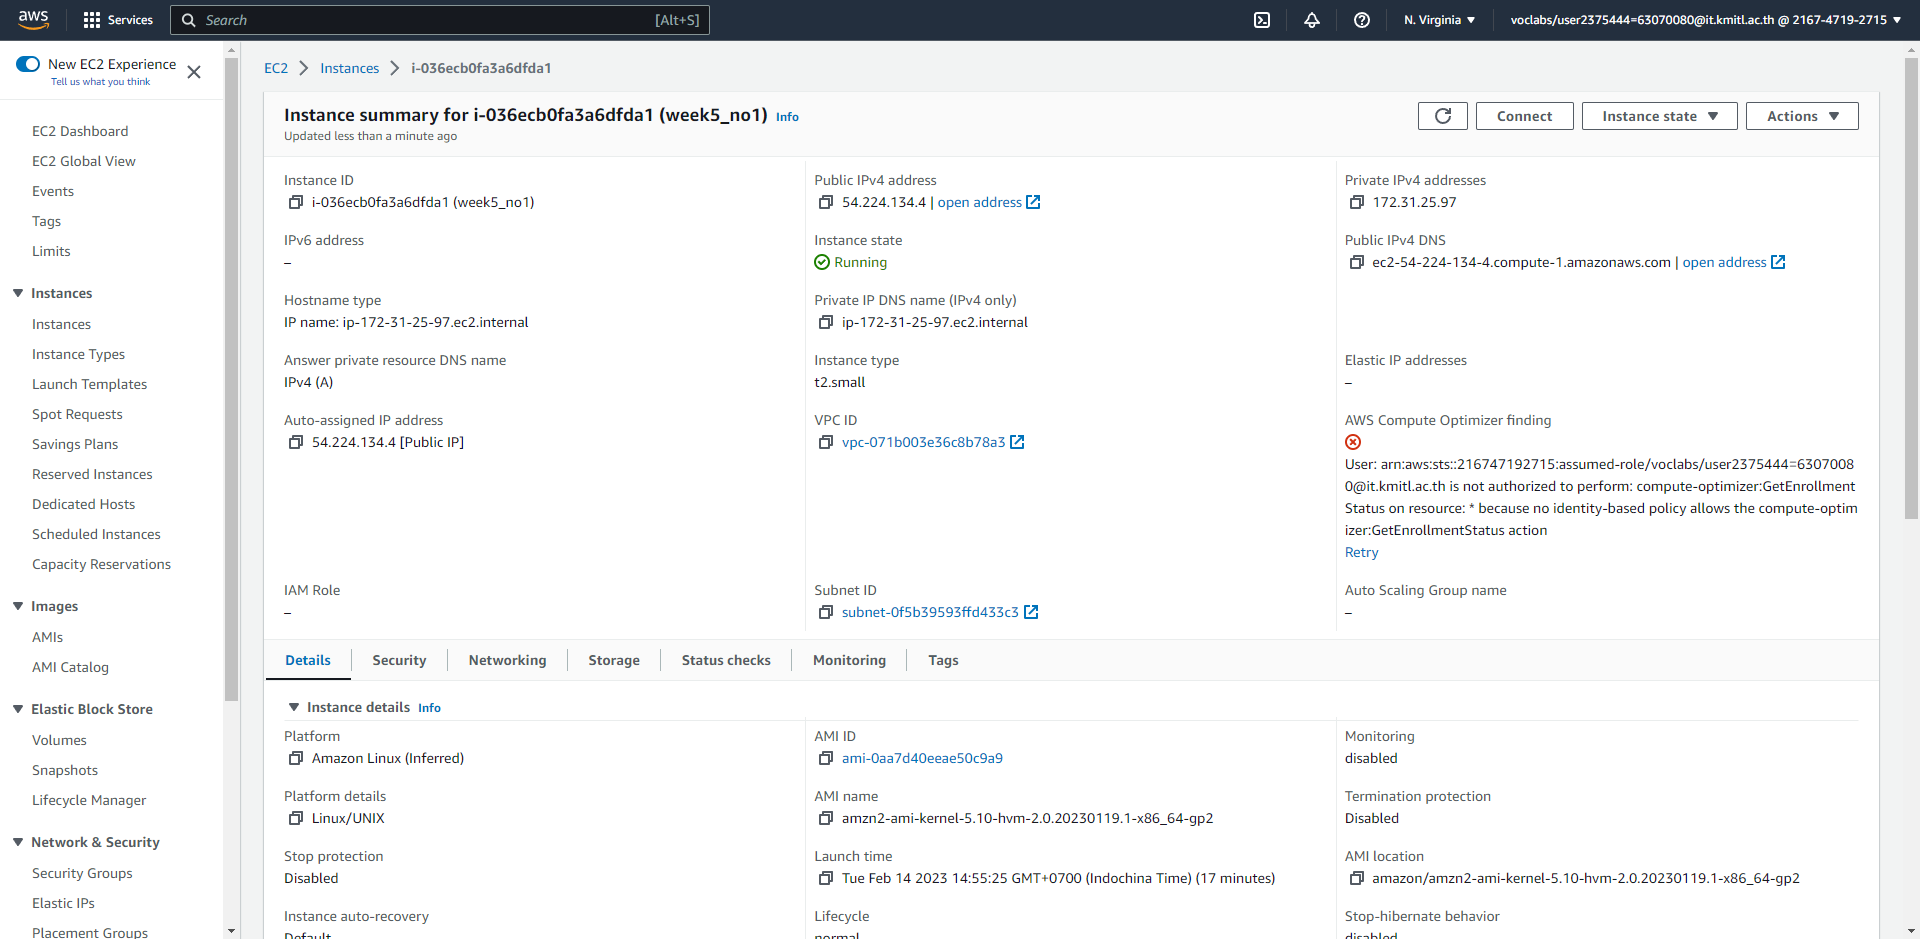 aws
Services
Search
[Alt+S]
N. Virginia
voclabs/user2375444=63070080@it.kmitl.ac.th @ 2167-4719-2715
New EC2 Experience
Tell us what you think
EC2 Dashboard
EC2 Global View
Events
Tags
Limits
Instances
Instances
Instance Types
Launch Templates
Spot Requests
Savings Plans
Reserved Instances
Dedicated Hosts
Scheduled Instances
Capacity Reservations
Images
AMIs
AMI Catalog
Elastic Block Store
Volumes
Snapshots
Lifecycle Manager
Network & Security
Security Groups
Elastic IPs
Placement Groups
EC2 > Instances > i-036ecb0fa3a6dfda1
Instance summary for i-036ecb0fa3a6dfda1 (week5_no1) Info
Updated less than a minute ago
Connect
Instance state
Actions
Instance ID
i-036ecb0fa3a6dfda1 (week5_no1)
Public IPv4 address
54.224.134.4 | open address
Private IPv4 addresses
172.31.25.97
IPv6 address
–
Instance state
Running
Public IPv4 DNS
ec2-54-224-134-4.compute-1.amazonaws.com | open address
Hostname type
IP name: ip-172-31-25-97.ec2.internal
Private IP DNS name (IPv4 only)
ip-172-31-25-97.ec2.internal
Answer private resource DNS name
IPv4 (A)
Instance type
t2.small
Elastic IP addresses
–
Auto-assigned IP address
54.224.134.4 [Public IP]
VPC ID
vpc-071b003e36c8b78a3
AWS Compute Optimizer finding
User: arn:aws:sts::216747192715:assumed-role/voclabs/user2375444=6307008
0@it.kmitl.ac.th is not authorized to perform: compute-optimizer:GetEnrollment
Status on resource: * because no identity-based policy allows the compute-optim
izer:GetEnrollmentStatus action
Retry
IAM Role
–
Subnet ID
subnet-0f5b39593ffd433c3
Auto Scaling Group name
–
Details
Security
Networking
Storage
Status checks
Monitoring
Tags
Instance details Info
Platform
Amazon Linux (Inferred)
AMI ID
ami-0aa7d40eeae50c9a9
Monitoring
disabled
Platform details
Linux/UNIX
AMI name
amzn2-ami-kernel-5.10-hvm-2.0.20230119.1-x86_64-gp2
Termination protection
Disabled
Stop protection
Disabled
Launch time
Tue Feb 14 2023 14:55:25 GMT+0700 (Indochina Time) (17 minutes)
AMI location
amazon/amzn2-ami-kernel-5.10-hvm-2.0.20230119.1-x86_64-gp2
Instance auto-recovery
Default
Lifecycle
normal
Stop-hibernate behavior
disabled